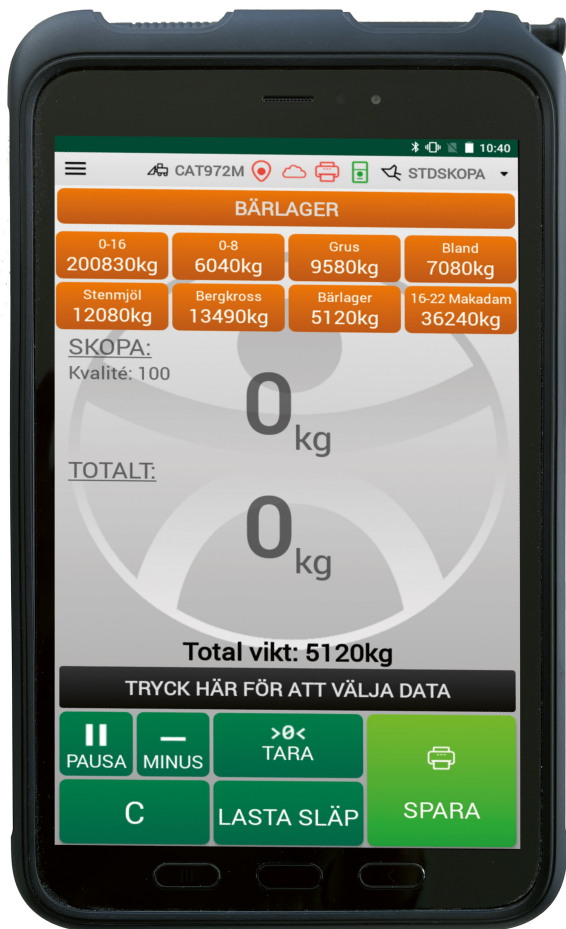 10:40
CAT972M
STDSKOPA
BÄRLAGER
0-16
200830kg
0-8
6040kg
Grus
9580kg
Bland
7080kg
Stenmjöl
12080kg
Bergkross
13490kg
Bärlager
5120kg
16-22 Makadam
36240kg
SKOPA:
Kvalité: 100
0kg
TOTALT:
0kg
Total vikt: 5120kg
TRYCK HÄR FÖR ATT VÄLJA DATA
PAUSA
MINUS
>0<
TARA
C
LASTA SLÄP
SPARA